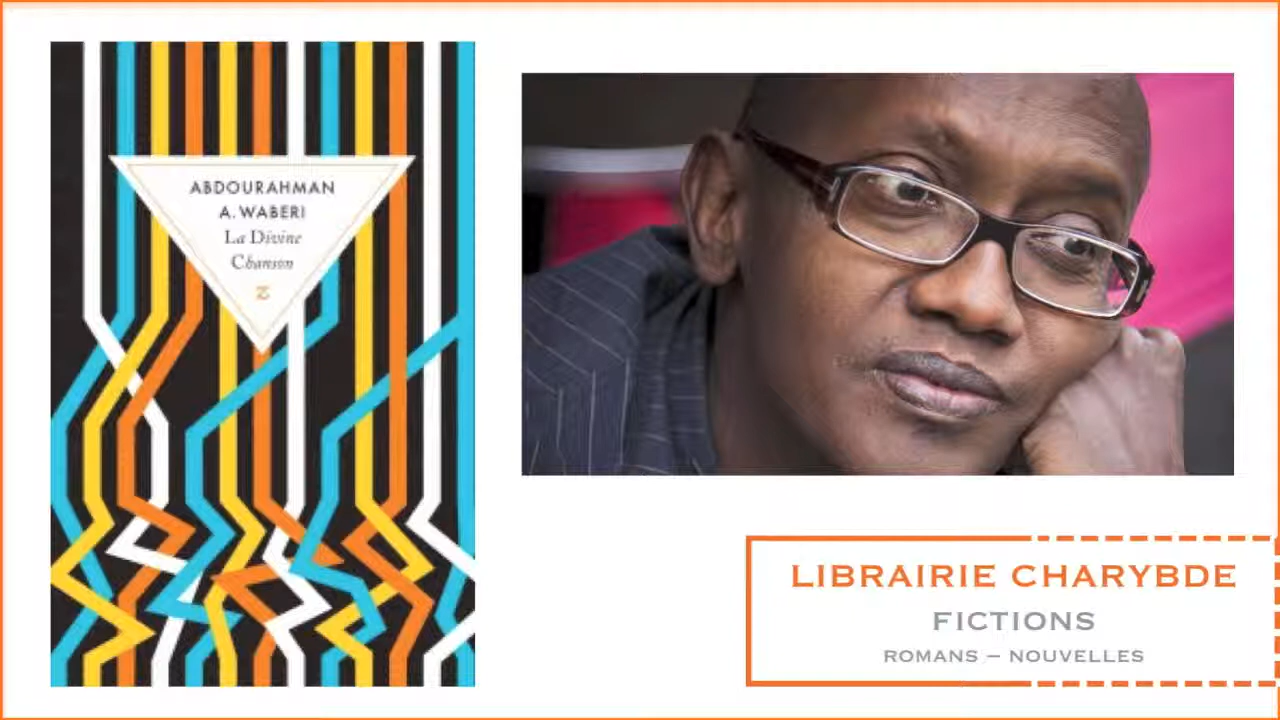 ABDOURAHMAN
A. WABERI
La Divine
Chanson
Z
LIBRAIRIE CHARYBDE
FICTIONS
ROMANS – NOUVELLES